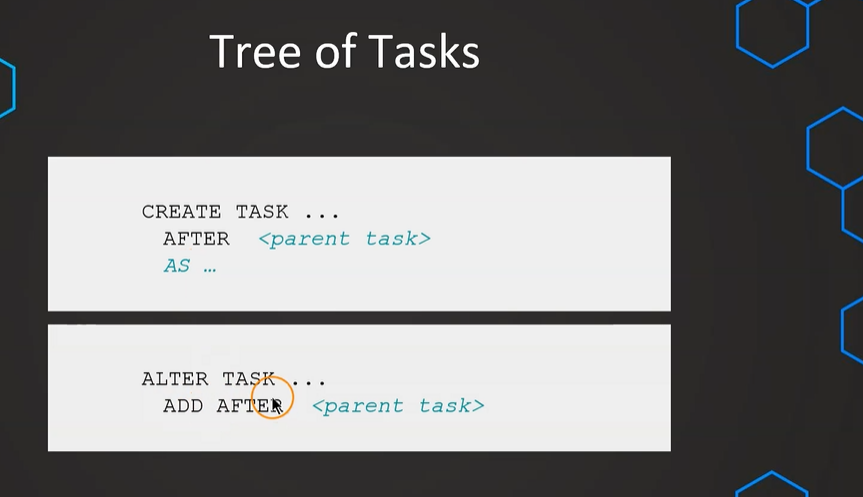 Tree of Tasks
CREATE TASK ...
AFTER <parent task>
AS …
ALTER TASK ...
ADD AFTER <parent task>